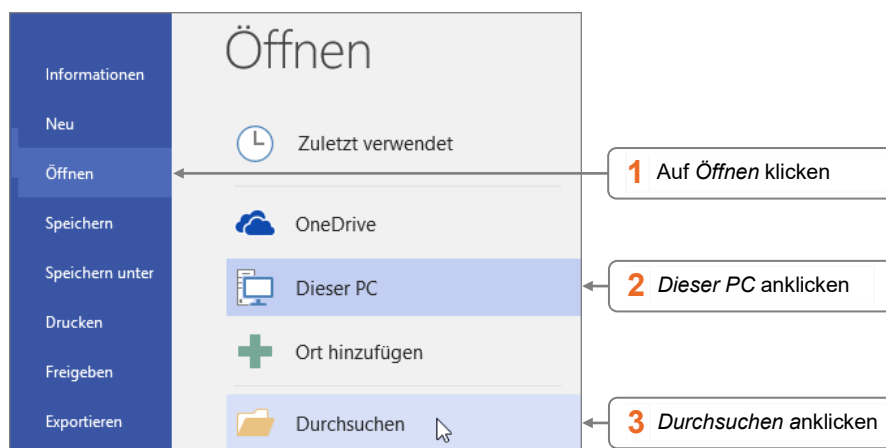 Öffnen
Informationen
Neu
Öffnen
Speichern
Speichern unter
Drucken
Freigeben
Exportieren
Zuletzt verwendet
OneDrive
Dieser PC
Ort hinzufügen
Durchsuchen
1 Auf Öffnen klicken
2 Dieser PC anklicken
3 Durchsuchen anklicken